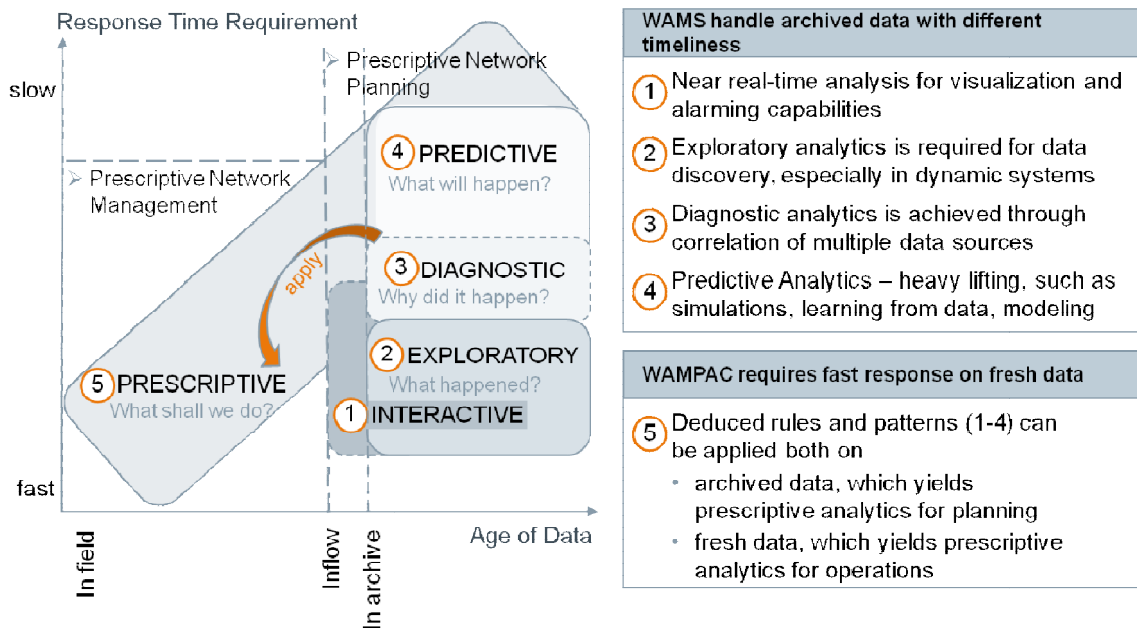 Response Time Requirement
slow
fast
➢ Prescriptive Network
Planning
➢ Prescriptive Network
Management
4 PREDICTIVE
What will happen?
apply
3 DIAGNOSTIC
Why did it happen?
2 EXPLORATORY
What happened?
1 INTERACTIVE
5 PRESCRIPTIVE
What shall we do?
Age of Data
In field
Inflow
In archive
WAMS handle archived data with different
timeliness
1 Near real-time analysis for visualization and
alarming capabilities
2 Exploratory analytics is required for data
discovery, especially in dynamic systems
3 Diagnostic analytics is achieved through
correlation of multiple data sources
4 Predictive Analytics – heavy lifting, such as
simulations, learning from data, modeling
WAMPAC requires fast response on fresh data
5 Deduced rules and patterns (1-4) can
be applied both on
• archived data, which yields
prescriptive analytics for planning
• fresh data, which yields prescriptive
analytics for operations